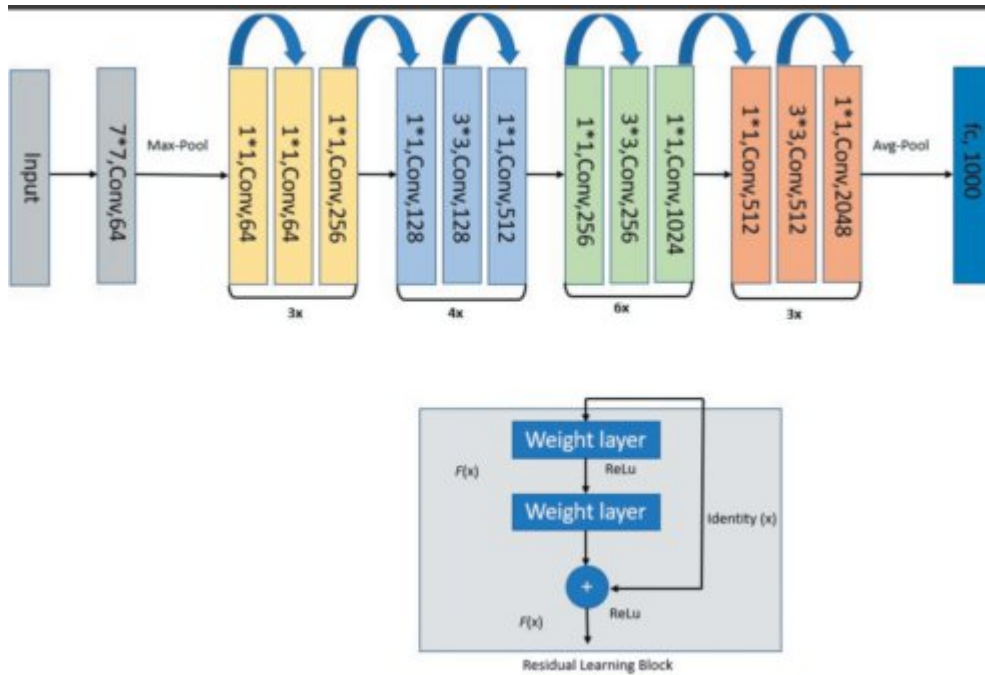 Input
7*7,Conv,64
Max-Pool
1*1,Conv,64
1*1,Conv,64
1*1,Conv,256
3x
1*1,Conv,128
3*3,Conv,128
1*1,Conv,512
4x
1*1,Conv,256
3*3,Conv,256
1*1,Conv,1024
6x
1*1,Conv,512
3*3,Conv,512
1*1,Conv,2048
3x
Avg-Pool
fc, 1000
Weight layer
F(x)
ReLu
Weight layer
Identity (x)
+
F(x)
ReLu
Residual Learning Block